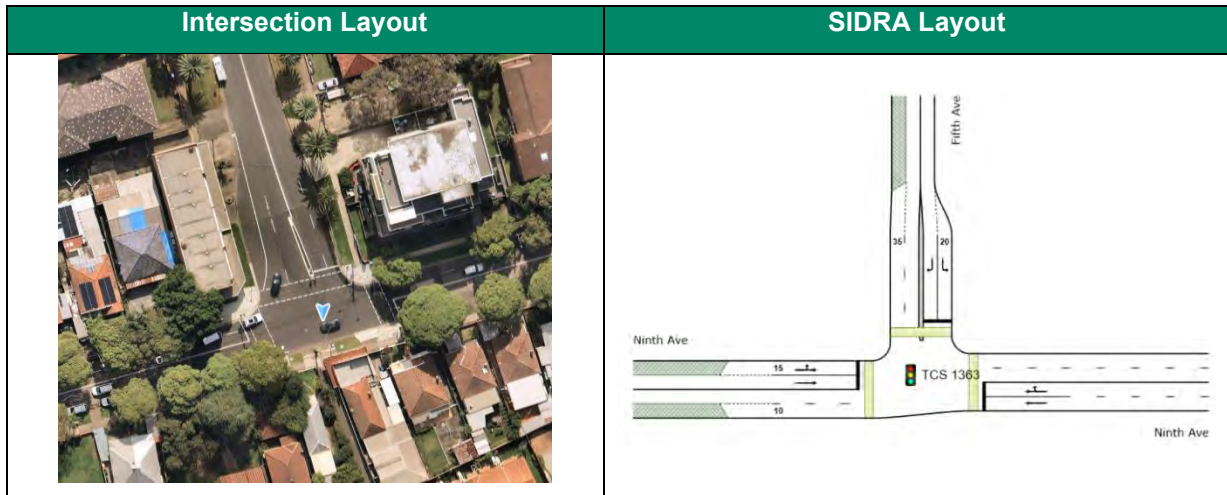 Intersection Layout
SIDRA Layout
Fifth Ave
35
20
Ninth Ave
15
TCS 1363
10
Ninth Ave